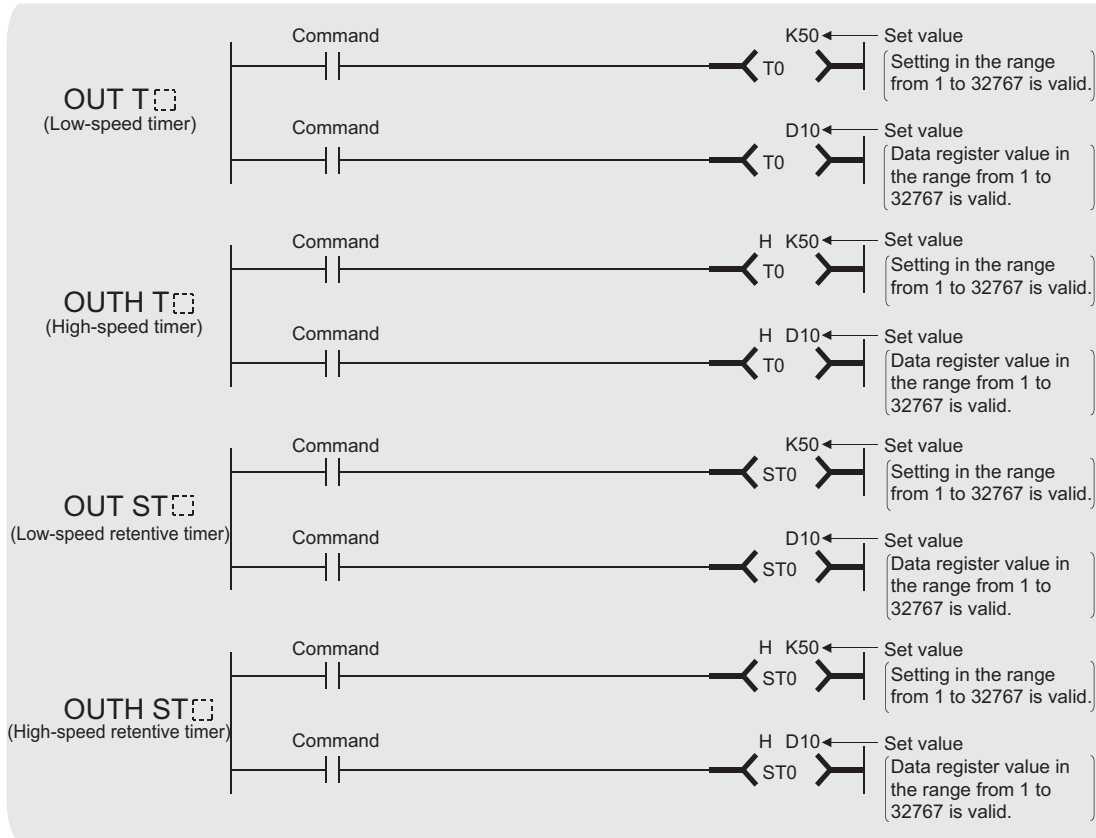 Command
K50
Set value
T0
Setting in the range
from 1 to 32767 is valid.
OUT T
(Low-speed timer)
Command
D10
Set value
T0
Data register value in
the range from 1 to
32767 is valid.
Command
H K50
Set value
T0
Setting in the range
from 1 to 32767 is valid.
OUTH T
(High-speed timer)
Command
H D10
Set value
T0
Data register value in
the range from 1 to
32767 is valid.
Command
K50
Set value
ST0
Setting in the range
from 1 to 32767 is valid.
OUT ST
(Low-speed retentive timer)
Command
D10
Set value
ST0
Data register value in
the range from 1 to
32767 is valid.
Command
H K50
Set value
ST0
Setting in the range
from 1 to 32767 is valid.
OUTH ST
(High-speed retentive timer)
Command
H D10
Set value
ST0
Data register value in
the range from 1 to
32767 is valid.